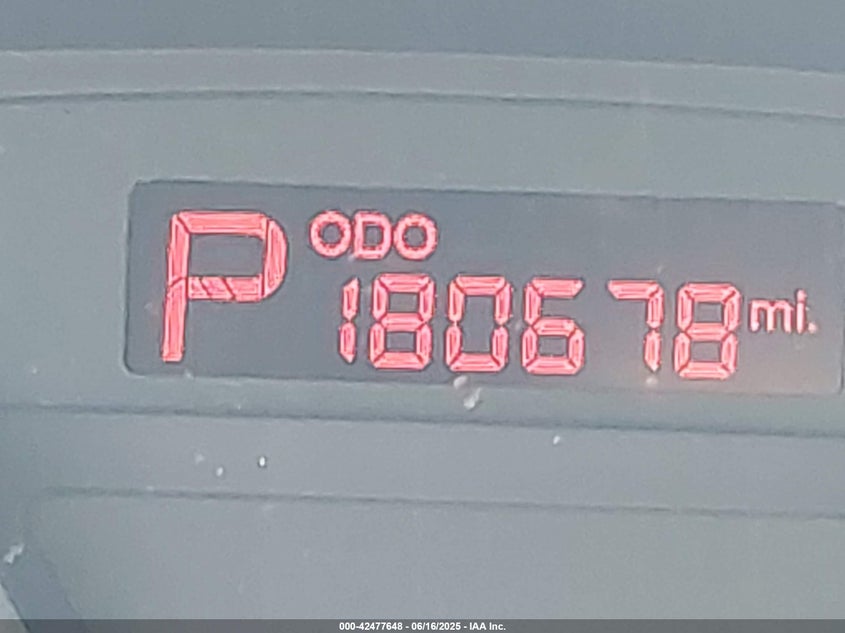 P ODO
180678 mi.
000-42477648 - 06/16/2025 - IAA Inc.